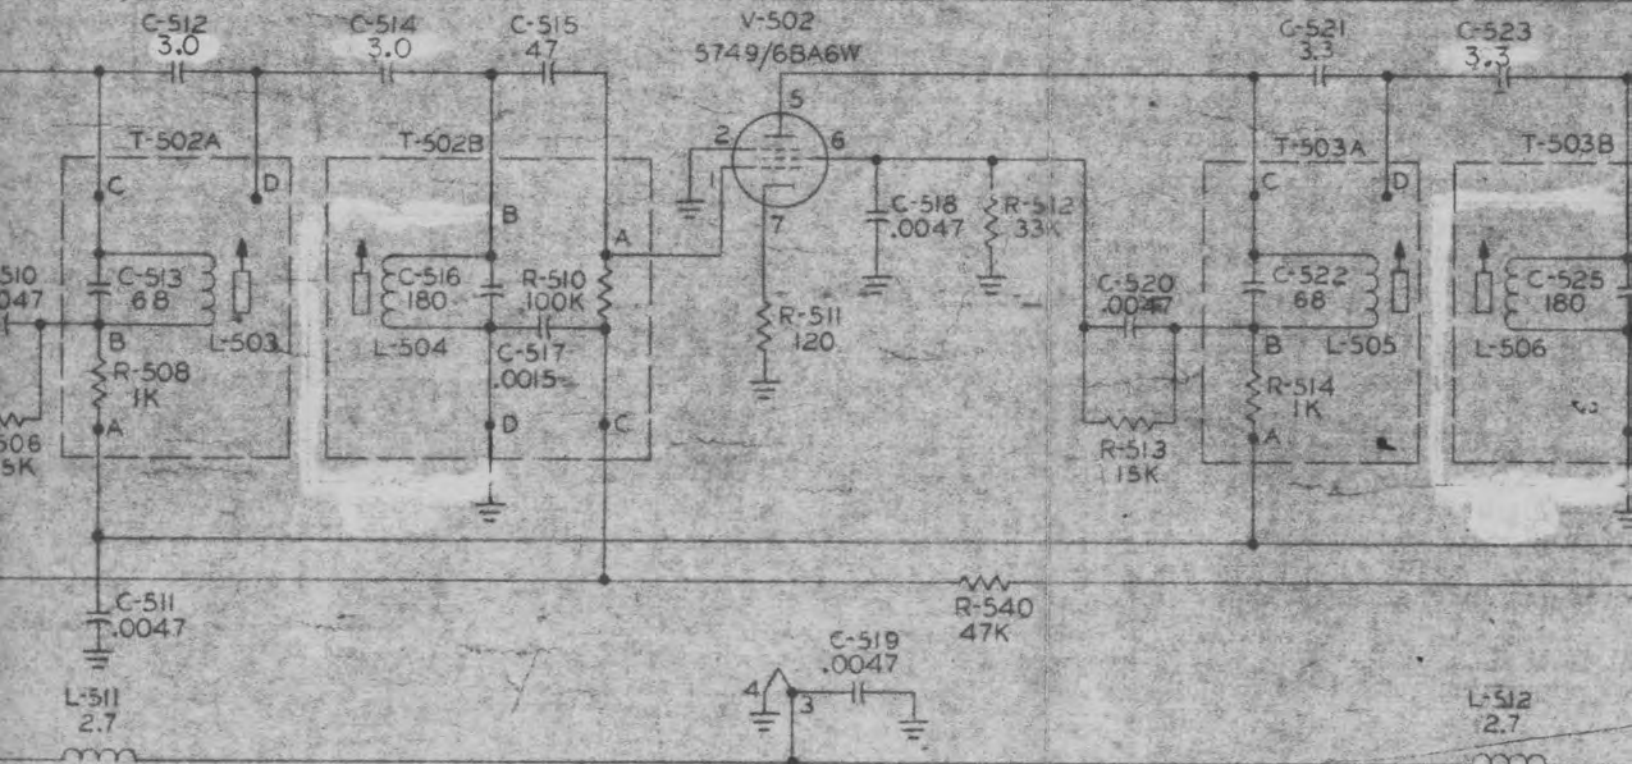 C-512
3.0
C-514
3.0
C-515
47
V-502
5749/6BA6W
C-521
3.3
C-523
3.3
T-502A
T-502B
T-503A
T-503B
5
2
6
1
7
C
D
B
A
C
D
C-518
.0047
R-512
33K
510
047
C-513
68
C-516
180
R-510
100K
C-520
.0047
C-522
68
C-525
180
B
L-503
L-504
C-517
.0015
R-511
120
B
L-505
L-506
R-508
1K
R-514
1K
A
D
C
A
506
5K
R-513
15K
C-511
.0047
R-540
47K
C-519
.0047
4
3
L-511
2.7
L-512
2.7